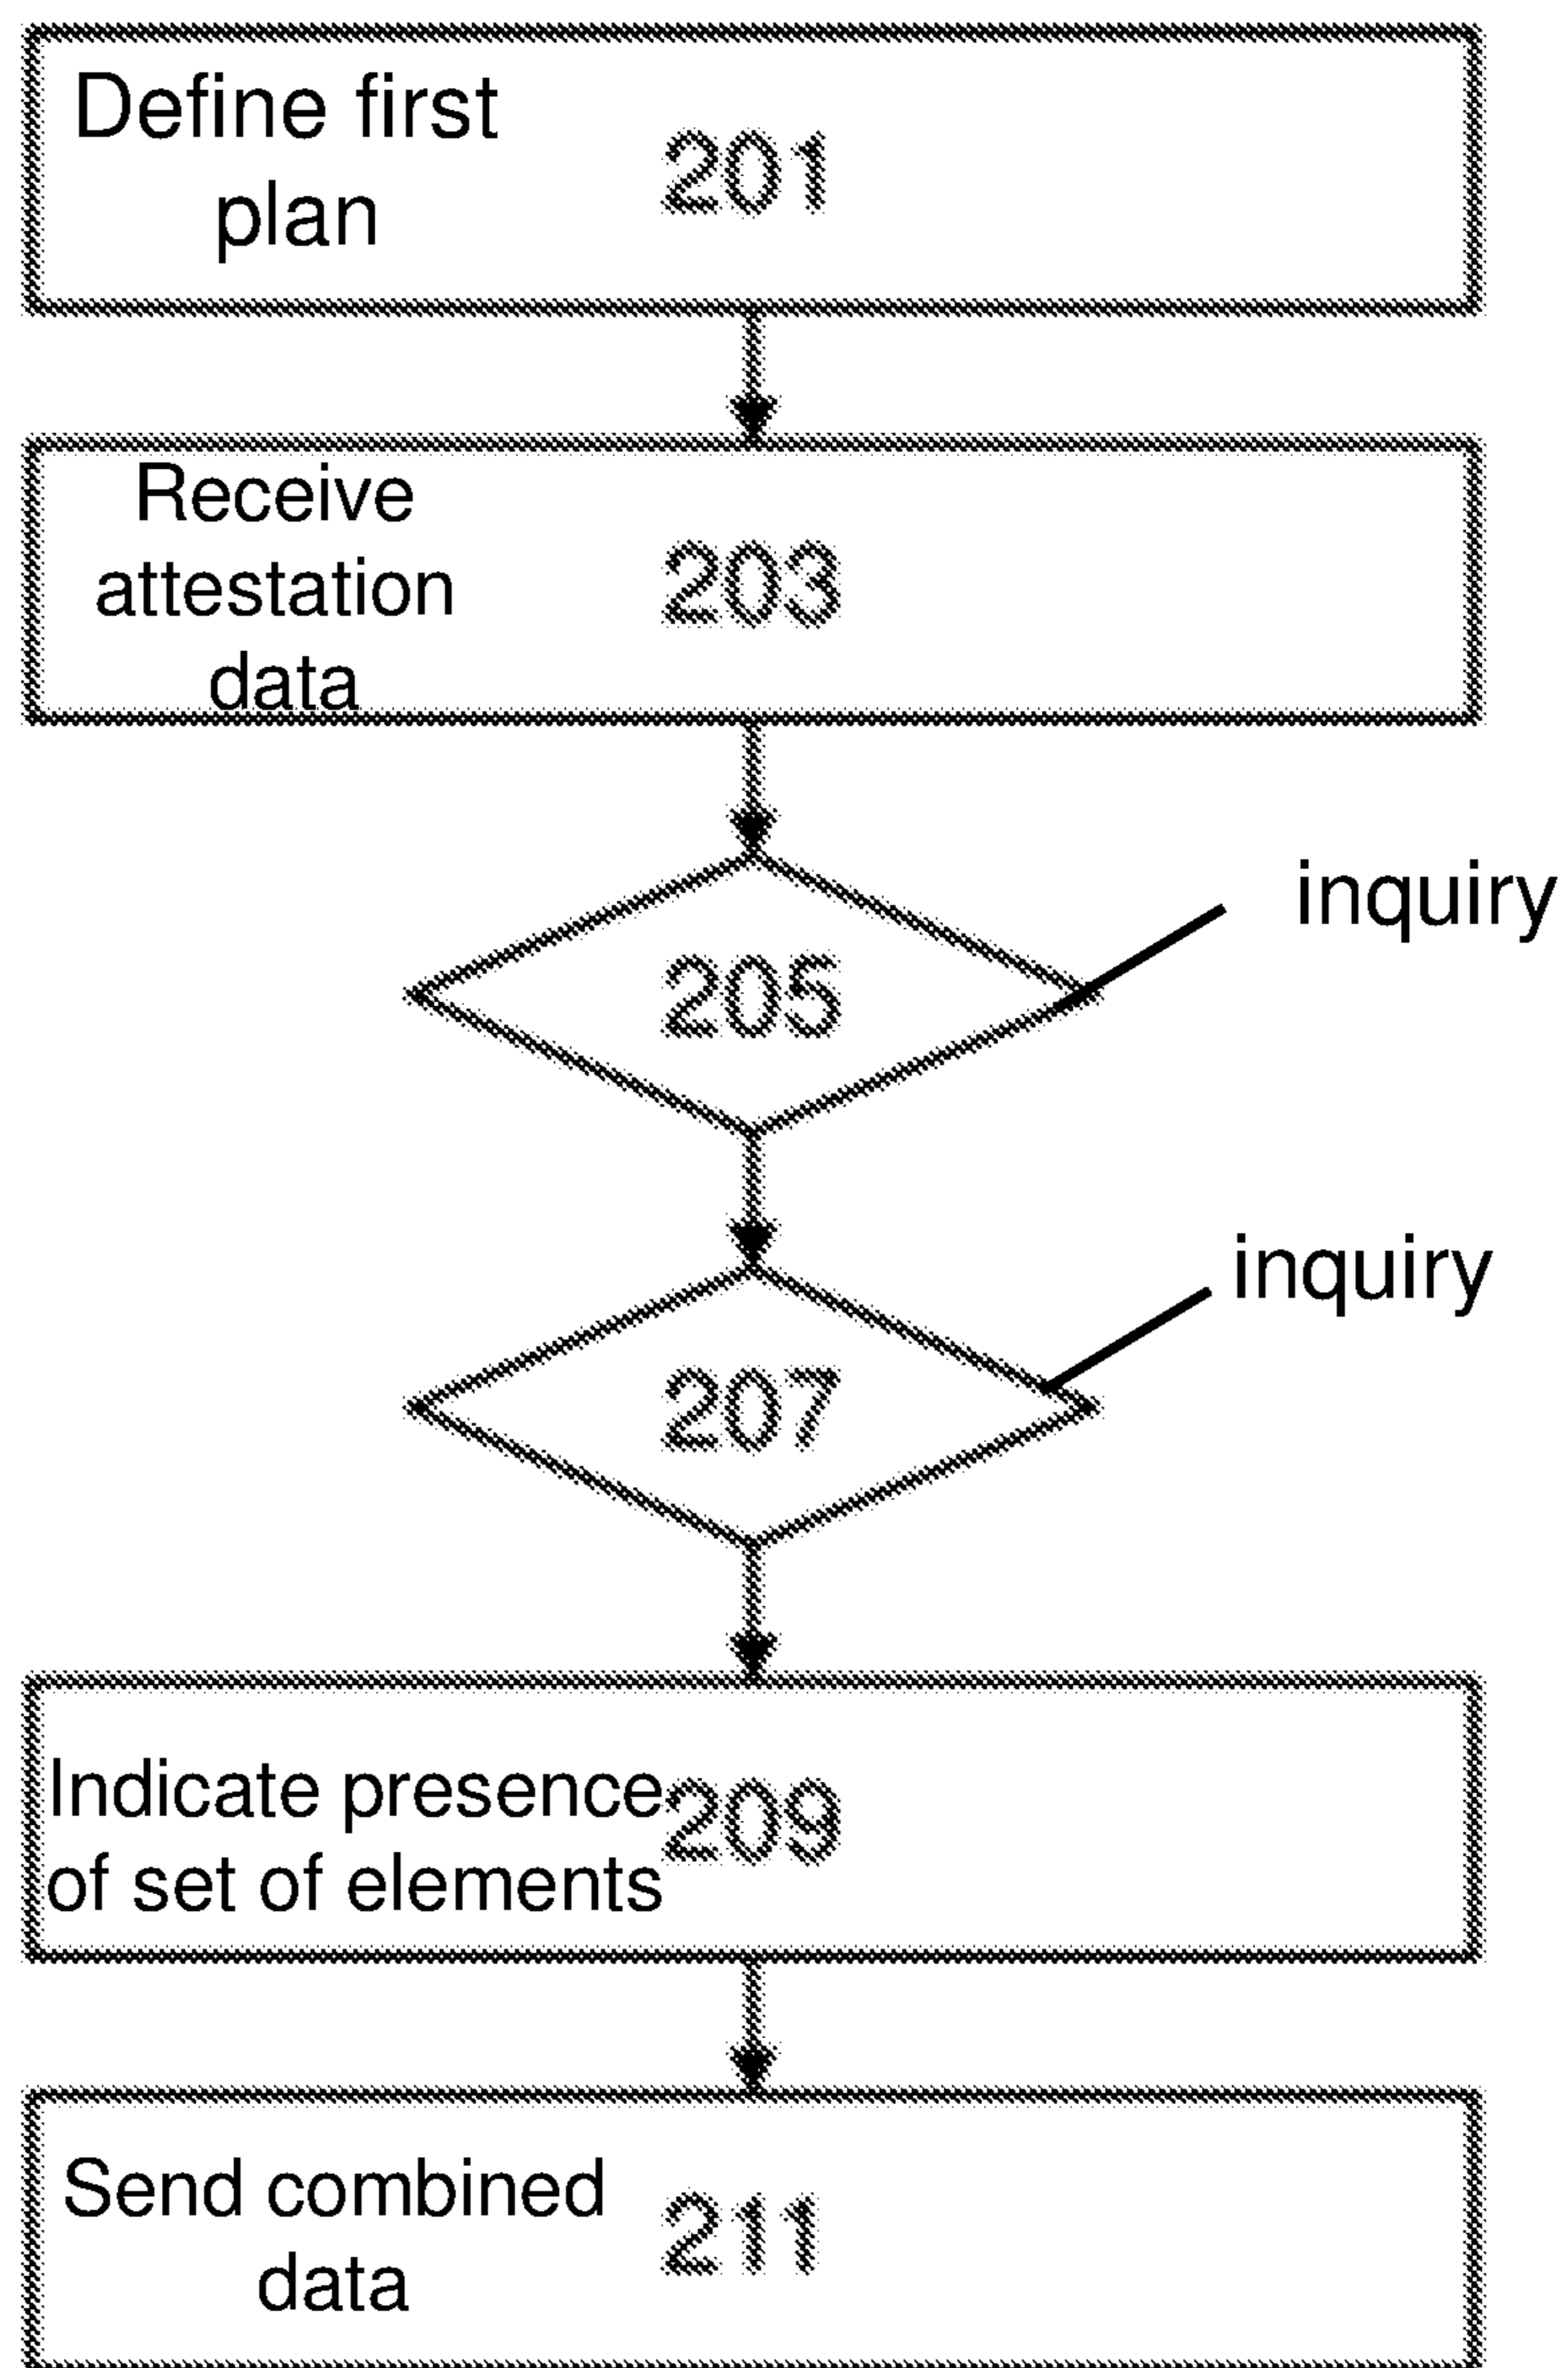 Define first
plan
201
Receive
attestation
data
203
inquiry
205
inquiry
207
Indicate presence
of set of elements
209
Send combined
data
211